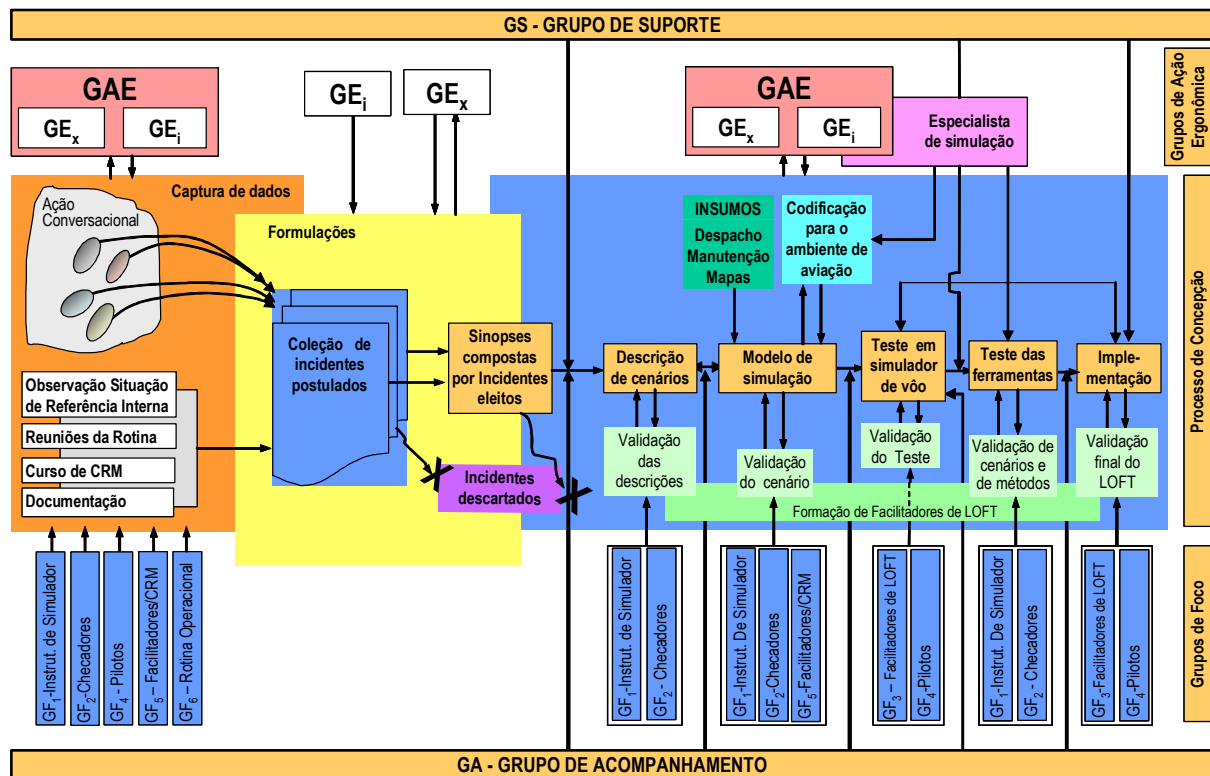 GS - GRUPO DE SUPORTE
GAE
GEx
GEi
GEi
GEx
GAE
GEx
GEi
Especialista
de simulação
Grupos de Ação
Ergonômica
Captura de dados
Ação
Conversacional
Observação Situação
de Referência Interna
Reuniões da Rotina
Curso de CRM
Documentação
Formulações
Coleção de
incidentes
postulados
Sinopses
compostas
por Incidentes
eleitos
Incidentes
descartados
INSUMOS
Despacho
Manutenção
Mapas
Codificação
para o
ambiente de
aviação
Descrição
de cenários
Modelo de
simulação
Teste em
simulador de
vôo
Teste das
ferramentas
Imple-
mentação
Validação
das
descrições
Validação
do cenário
Validação
do Teste
Validação de
cenários e
de métodos
Validação
final do
LOFT
Formação de Facilitadores de LOFT
Processo de Concepção
GF1-Instrut. de Simulador
GF2-Checadores
GF4 - Pilotos
GF5 – Facilitadores/CRM
GF6 – Rotina Operacional
GF1-Instrut. de Simulador
GF2 - Checadores
GF1-Instrut. De Simulador
GF2- Checadores
GF5-Facilitadores/CRM
GF3 – Facilitadores de LOFT
GF4-Pilotos
GF1-Instrut. De Simulador
GF2 - Checadores
GF3-Facilitadores de LOFT
GF4-Pilotos
Grupos de Foco
GA - GRUPO DE ACOMPANHAMENTO